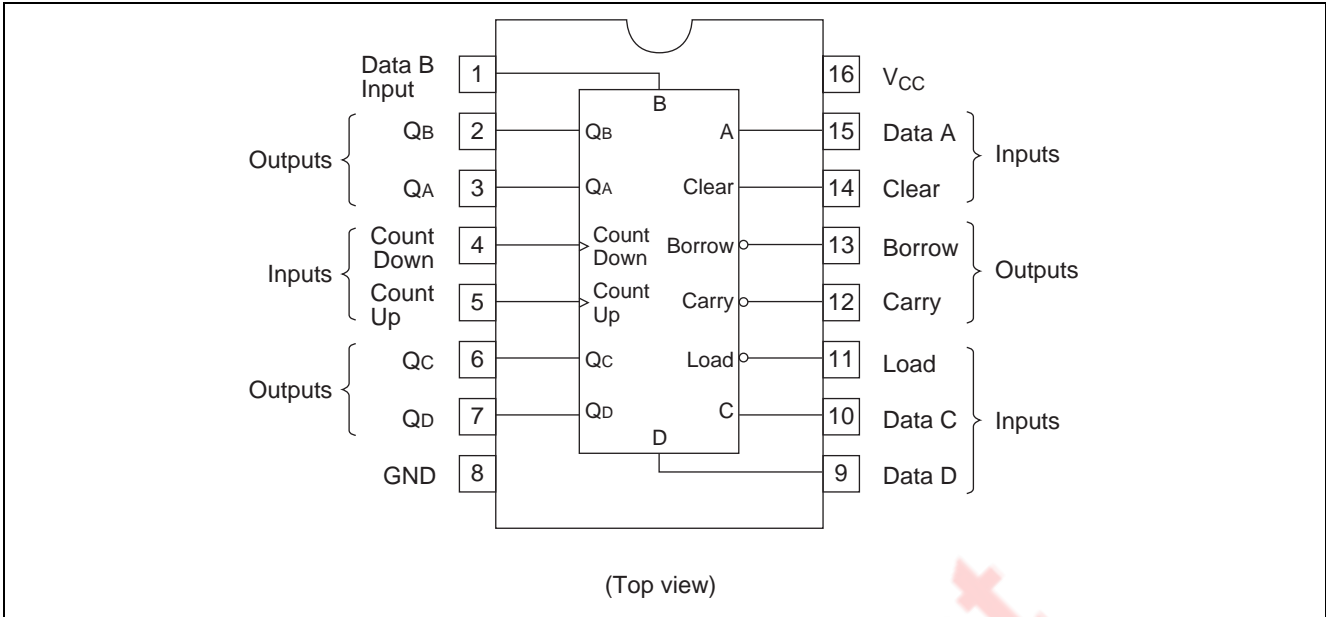 Data B
Input
1
16
VCC
B
QB
2
QB
A
15
Data A
Outputs
Inputs
QA
3
QA
Clear
14
Clear
Count
Down
4
Count
Down
Borrow
13
Borrow
Inputs
Outputs
Count
Up
5
Count
Up
Carry
12
Carry
QC
6
QC
Load
11
Load
Outputs
Inputs
QD
7
QD
C
10
Data C
D
GND
8
9
Data D
(Top view)